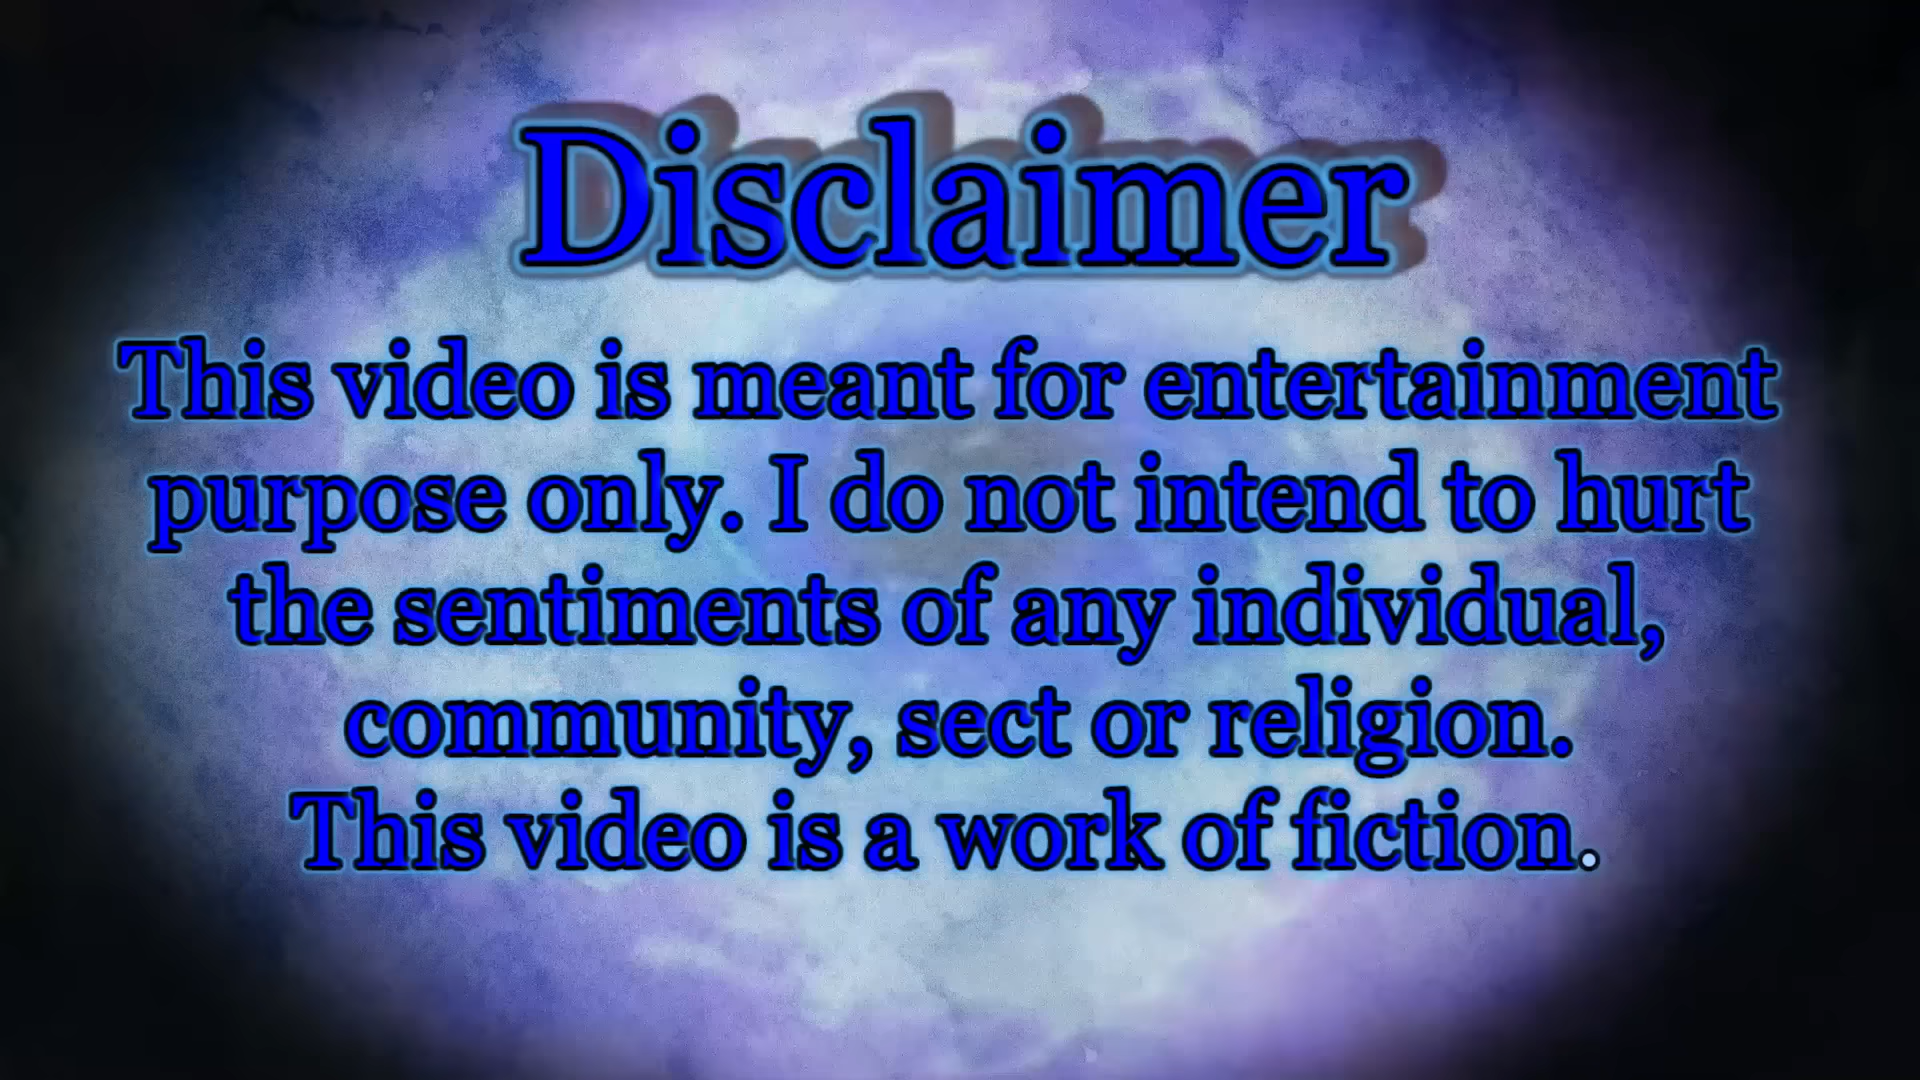 Disclaimer
This video is meant for entertainment
purpose only. I do not intend to hurt
the sentiments of any individual,
community, sect or religion.
This video is a work of fiction.